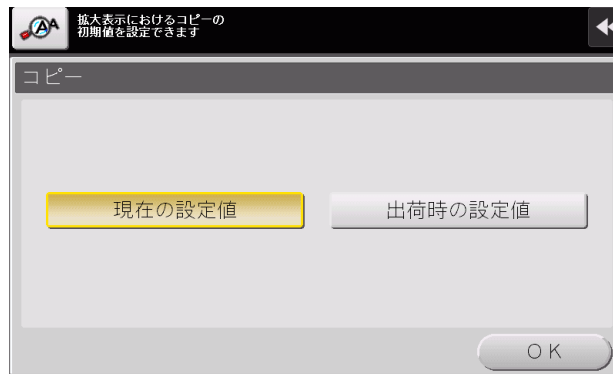 拡大表示におけるコピーの
初期値を設定できます
コピー
現在の設定値
出荷時の設定値
OK